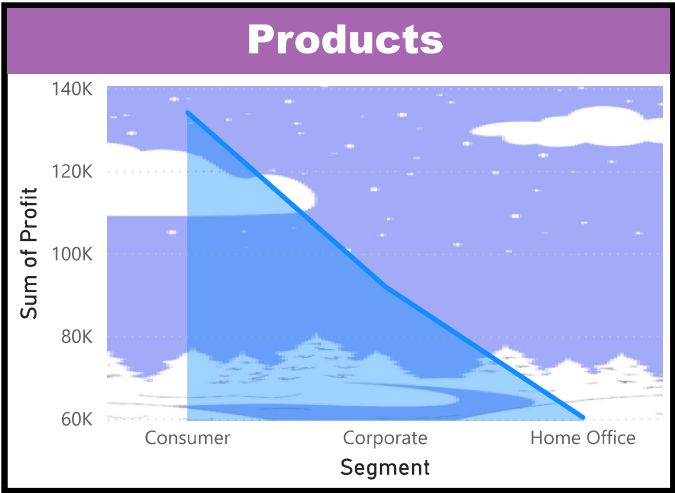 Products
140K
120K
100K
80K
60K
Sum of Profit
Consumer Corporate Home Office
Segment